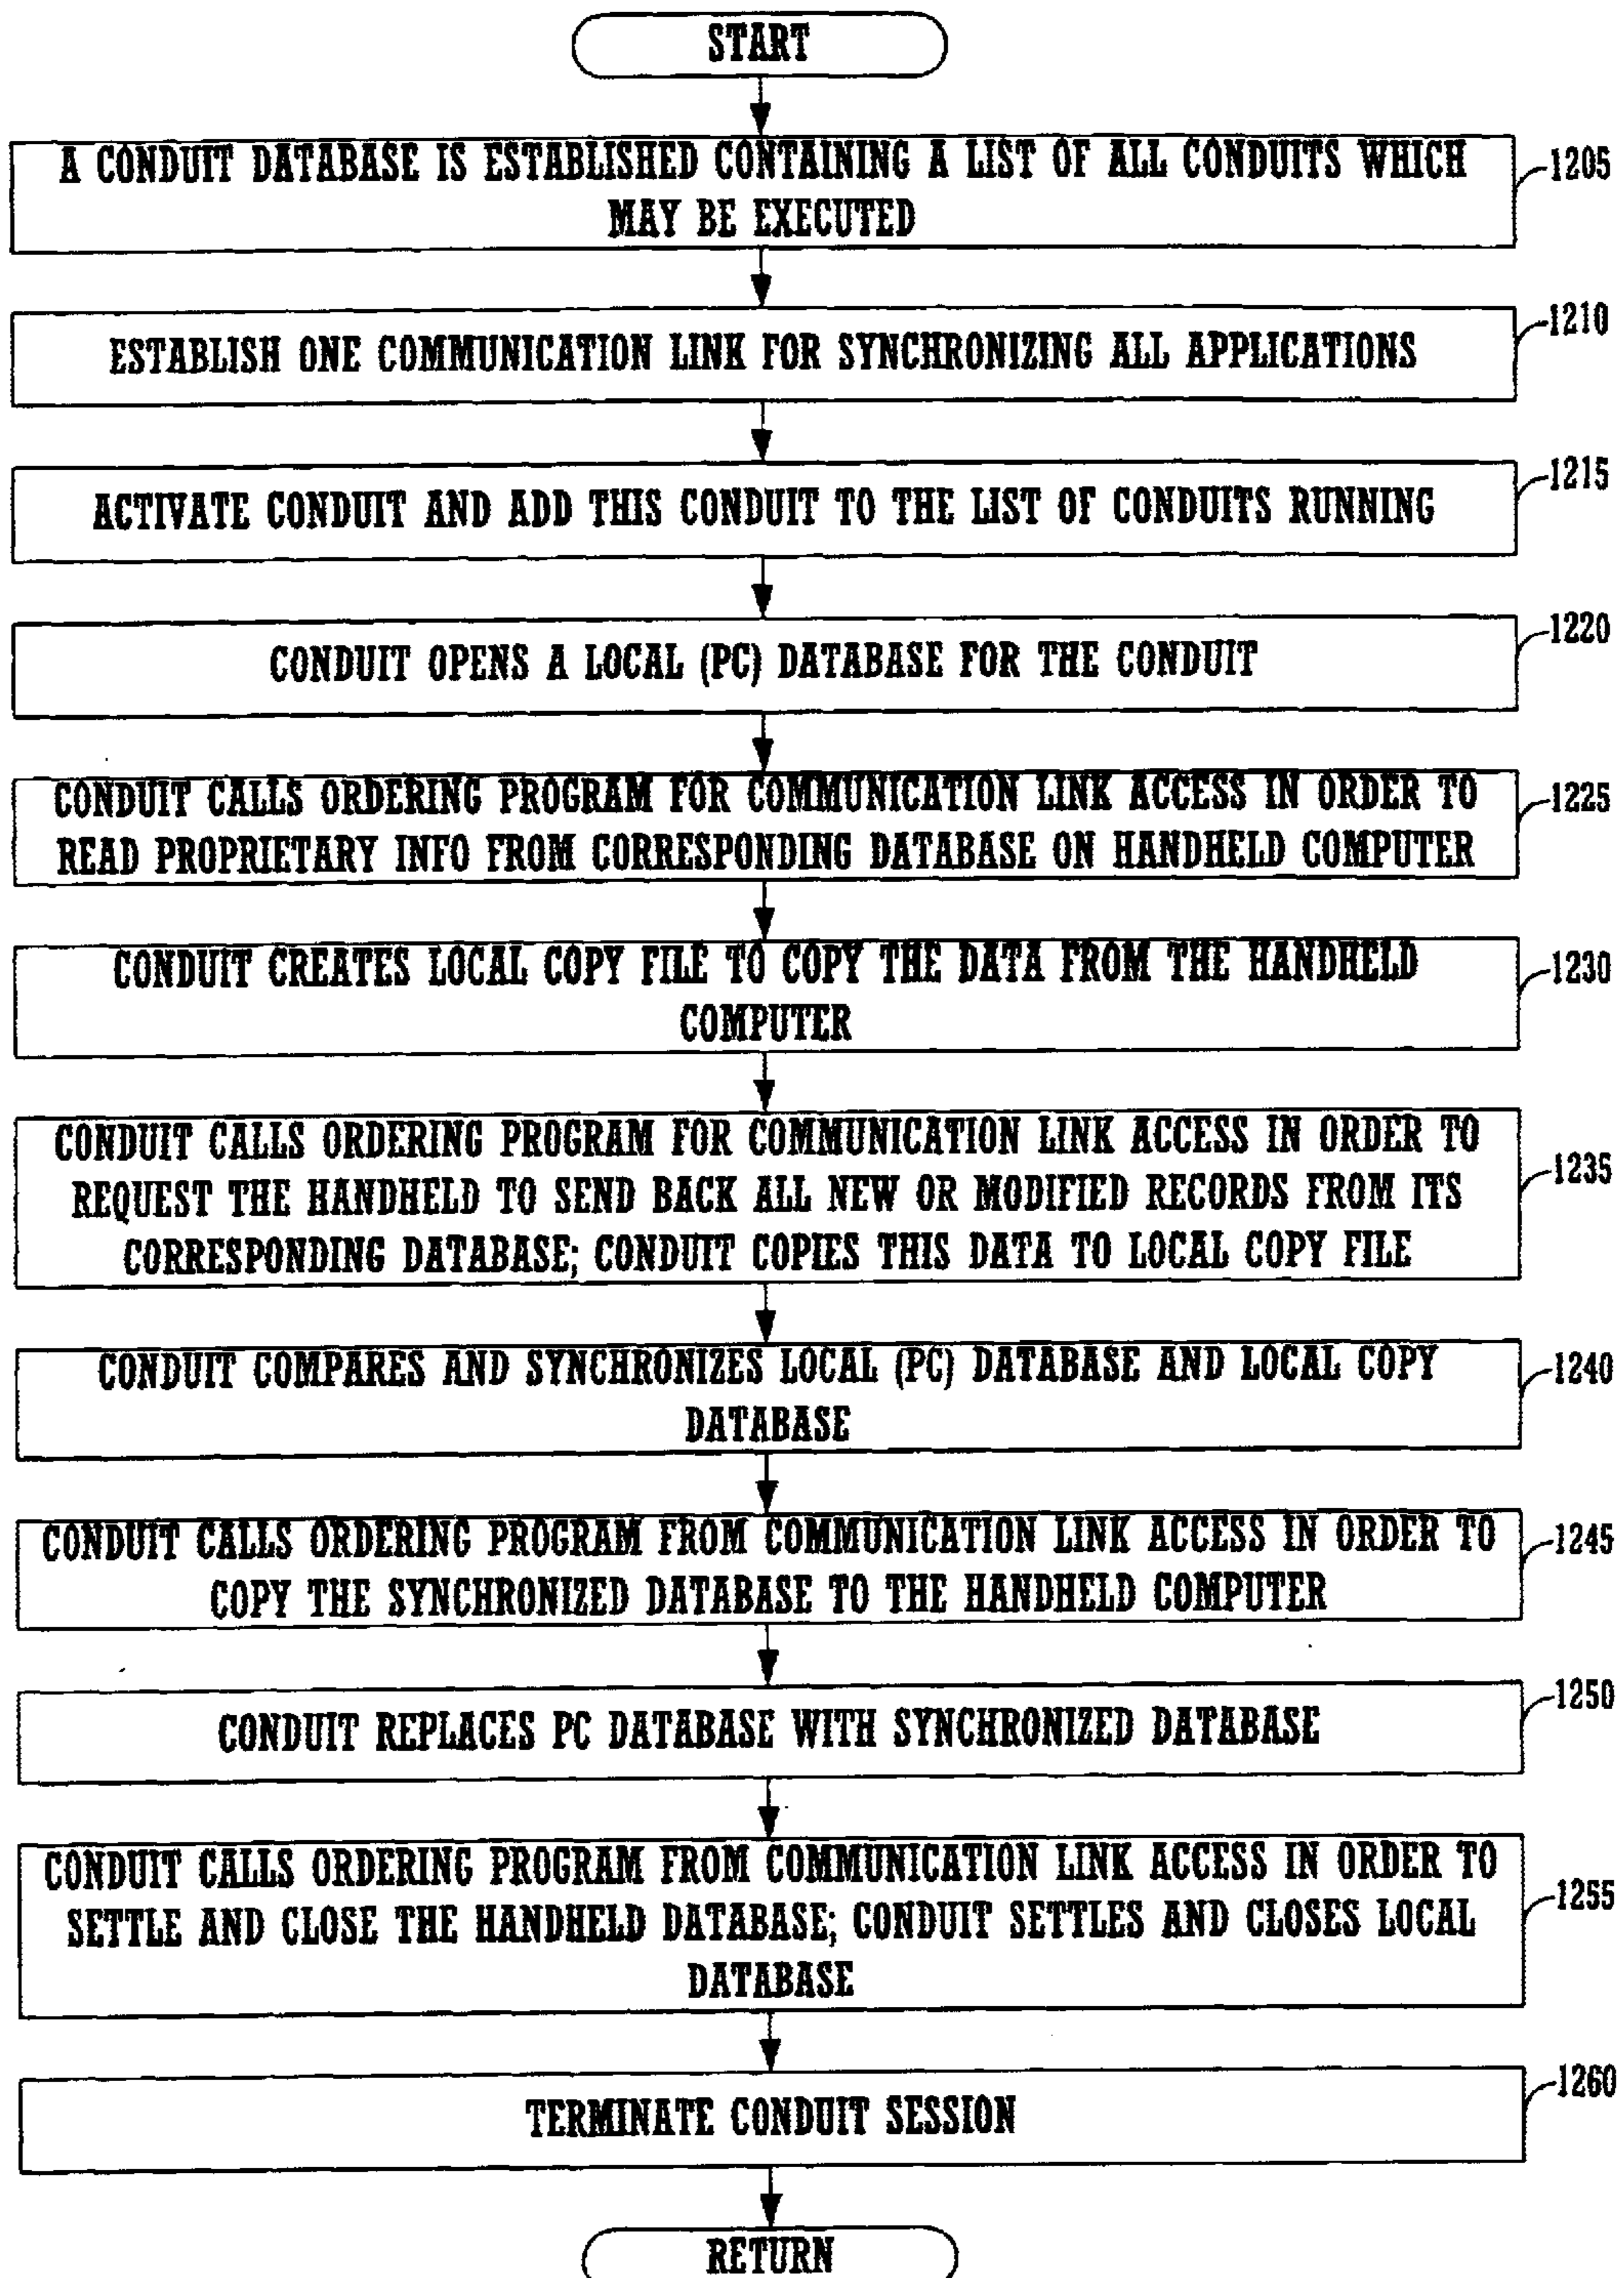 START
A CONDUIT DATABASE IS ESTABLISHED CONTAINING A LIST OF ALL CONDUITS WHICH
MAY BE EXECUTED
1205
ESTABLISH ONE COMMUNICATION LINK FOR SYNCHRONIZING ALL APPLICATIONS
1210
ACTIVATE CONDUIT AND ADD THIS CONDUIT TO THE LIST OF CONDUITS RUNNING
1215
CONDUIT OPENS A LOCAL (PC) DATABASE FOR THE CONDUIT
1220
CONDUIT CALLS ORDERING PROGRAM FOR COMMUNICATION LINK ACCESS IN ORDER TO
READ PROPRIETARY INFO FROM CORRESPONDING DATABASE ON HANDHELD COMPUTER
1225
CONDUIT CREATES LOCAL COPY FILE TO COPY THE DATA FROM THE HANDHELD
COMPUTER
1230
CONDUIT CALLS ORDERING PROGRAM FOR COMMUNICATION LINK ACCESS IN ORDER TO
REQUEST THE HANDHELD TO SEND BACK ALL NEW OR MODIFIED RECORDS FROM ITS
CORRESPONDING DATABASE; CONDUIT COPIES THIS DATA TO LOCAL COPY FILE
1235
CONDUIT COMPARES AND SYNCHRONIZES LOCAL (PC) DATABASE AND LOCAL COPY
DATABASE
1240
CONDUIT CALLS ORDERING PROGRAM FROM COMMUNICATION LINK ACCESS IN ORDER TO
COPY THE SYNCHRONIZED DATABASE TO THE HANDHELD COMPUTER
1245
CONDUIT REPLACES PC DATABASE WITH SYNCHRONIZED DATABASE
1250
CONDUIT CALLS ORDERING PROGRAM FROM COMMUNICATION LINK ACCESS IN ORDER TO
SETTLE AND CLOSE THE HANDHELD DATABASE; CONDUIT SETTLES AND CLOSES LOCAL
DATABASE
1255
TERMINATE CONDUIT SESSION
1260
RETURN